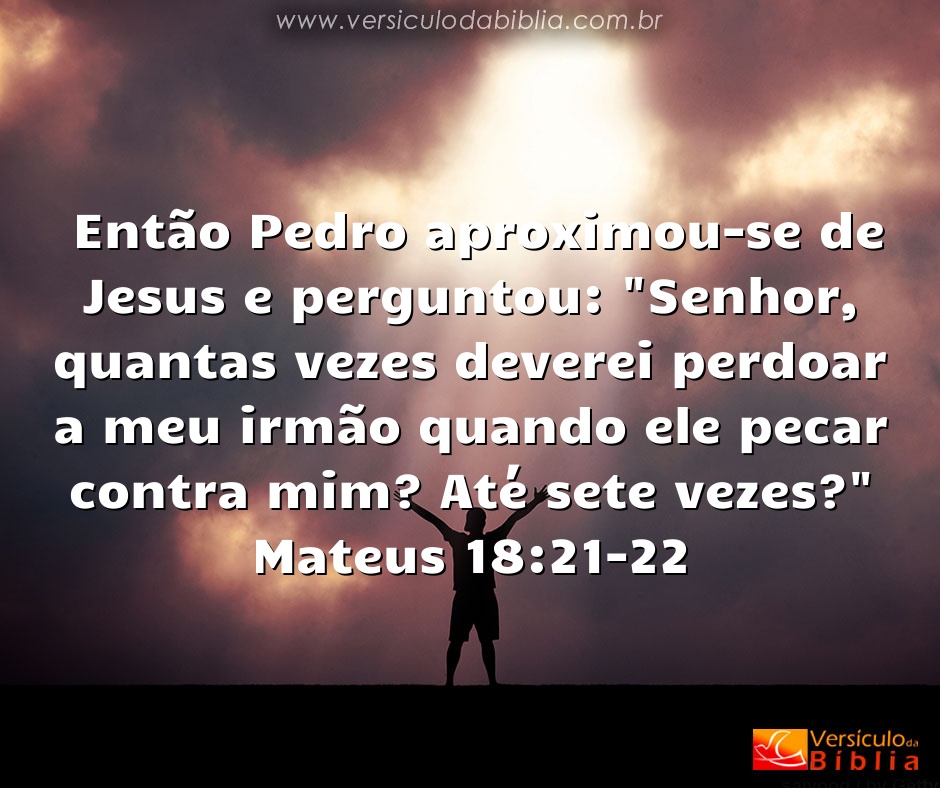 www.versiculodabiblia.com.br
Então Pedro aproximou-se de
Jesus e perguntou: "Senhor,
quantas vezes deverei perdoar
a meu irmão quando ele pecar
contra mim? Até sete vezes?"
Mateus 18:21-22
Versículo da
Bíblia